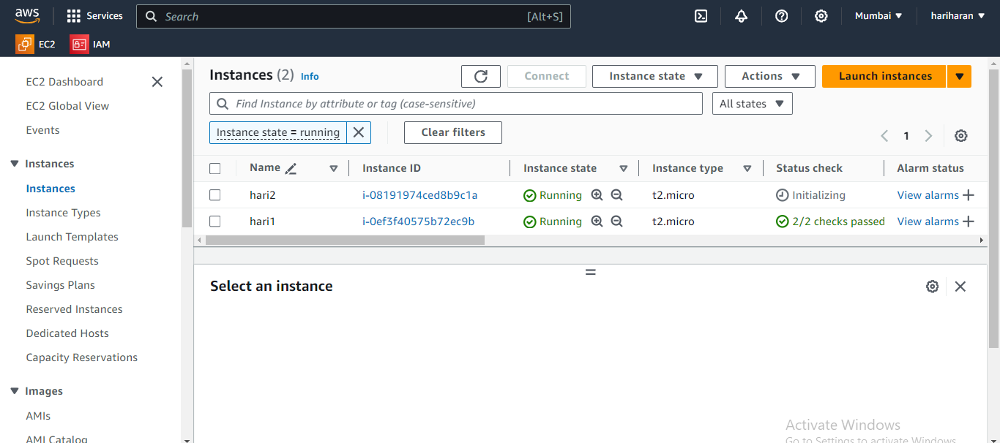 aws
Services
Search
[Alt+S]
Mumbai
hariharan
EC2
IAM
EC2 Dashboard
EC2 Global View
Events
Instances
Instances
Instance Types
Launch Templates
Spot Requests
Savings Plans
Reserved Instances
Dedicated Hosts
Capacity Reservations
Images
AMIs
AMI Catalog
Instances (2) Info
Connect
Instance state
Actions
Launch instances
Find Instance by attribute or tag (case-sensitive)
All states
Instance state = running
Clear filters
1
Name Instance ID Instance state Instance type Status check Alarm status
hari2 i-08191974ced8b9c1a Running t2.micro Initializing View alarms
hari1 i-0ef3f40575b72ec9b Running t2.micro 2/2 checks passed View alarms
Select an instance
Activate Windows
Go to Settings to activate Windows.